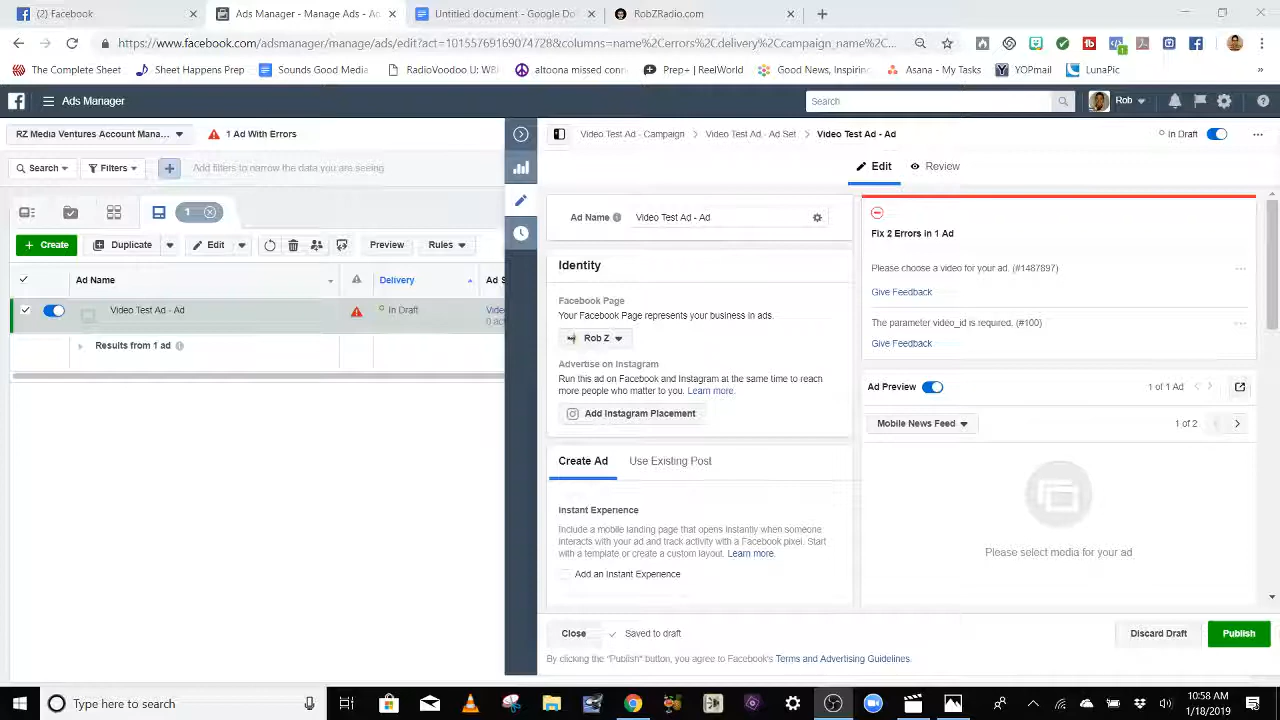 (2) Facebook
Ads Manager - Manage Ads - Ac
Untitled document - Google Do
RobZRadio.com
https://www.facebook.com/adsmanager/manage/ads/edit?act=
RadioVoodoo U: WBI
The Complete Sheet
Sheet Happens Prep
Sounds Good Media
altoona missed conn
Prep+ | ReelWorld
Good News, Inspiring
Asana - My Tasks
YOPmail
LunaPic
»
Ads Manager
Search
Rob
RZ Media Ventures Account Mana...
1 Ad With Errors
Video Test Ad - Campaign
Video Test Ad - Ad Set
Video Test Ad - Ad
In Draft
Search
Filters
Add filters to narrow the data you are seeing
Edit
Review
1
Ad Name
Video Test Ad - Ad
Create
Duplicate
Edit
Preview
Rules
Ad Name
Delivery
Ad S
Video Test Ad - Ad
In Draft
Results from 1 ad
Identity
Facebook Page
Your Facebook Page represents your business in ads.
Rob Z
Advertise on Instagram
Run this ad on Facebook and Instagram at the same time to reach
more people who matter to you. Learn more.
Add Instagram Placement
Create Ad
Use Existing Post
Instant Experience
Include a mobile landing page that opens instantly when someone
interacts with your ad and track activity with a Facebook pixel. Start
with a template or create a custom layout. Learn more.
Add an Instant Experience
Fix 2 Errors in 1 Ad
Please choose a video for your ad. (#1487897)
Give Feedback
The parameter video_id is required. (#100)
Give Feedback
Ad Preview
1 of 1 Ad
Mobile News Feed
1 of 2
Please select media for your ad
Close
Saved to draft
Discard Draft
Publish
By clicking the "Publish" button, you agree to Facebook's Terms and Advertising Guidelines.
Type here to search
10:58 AM
1/18/2019